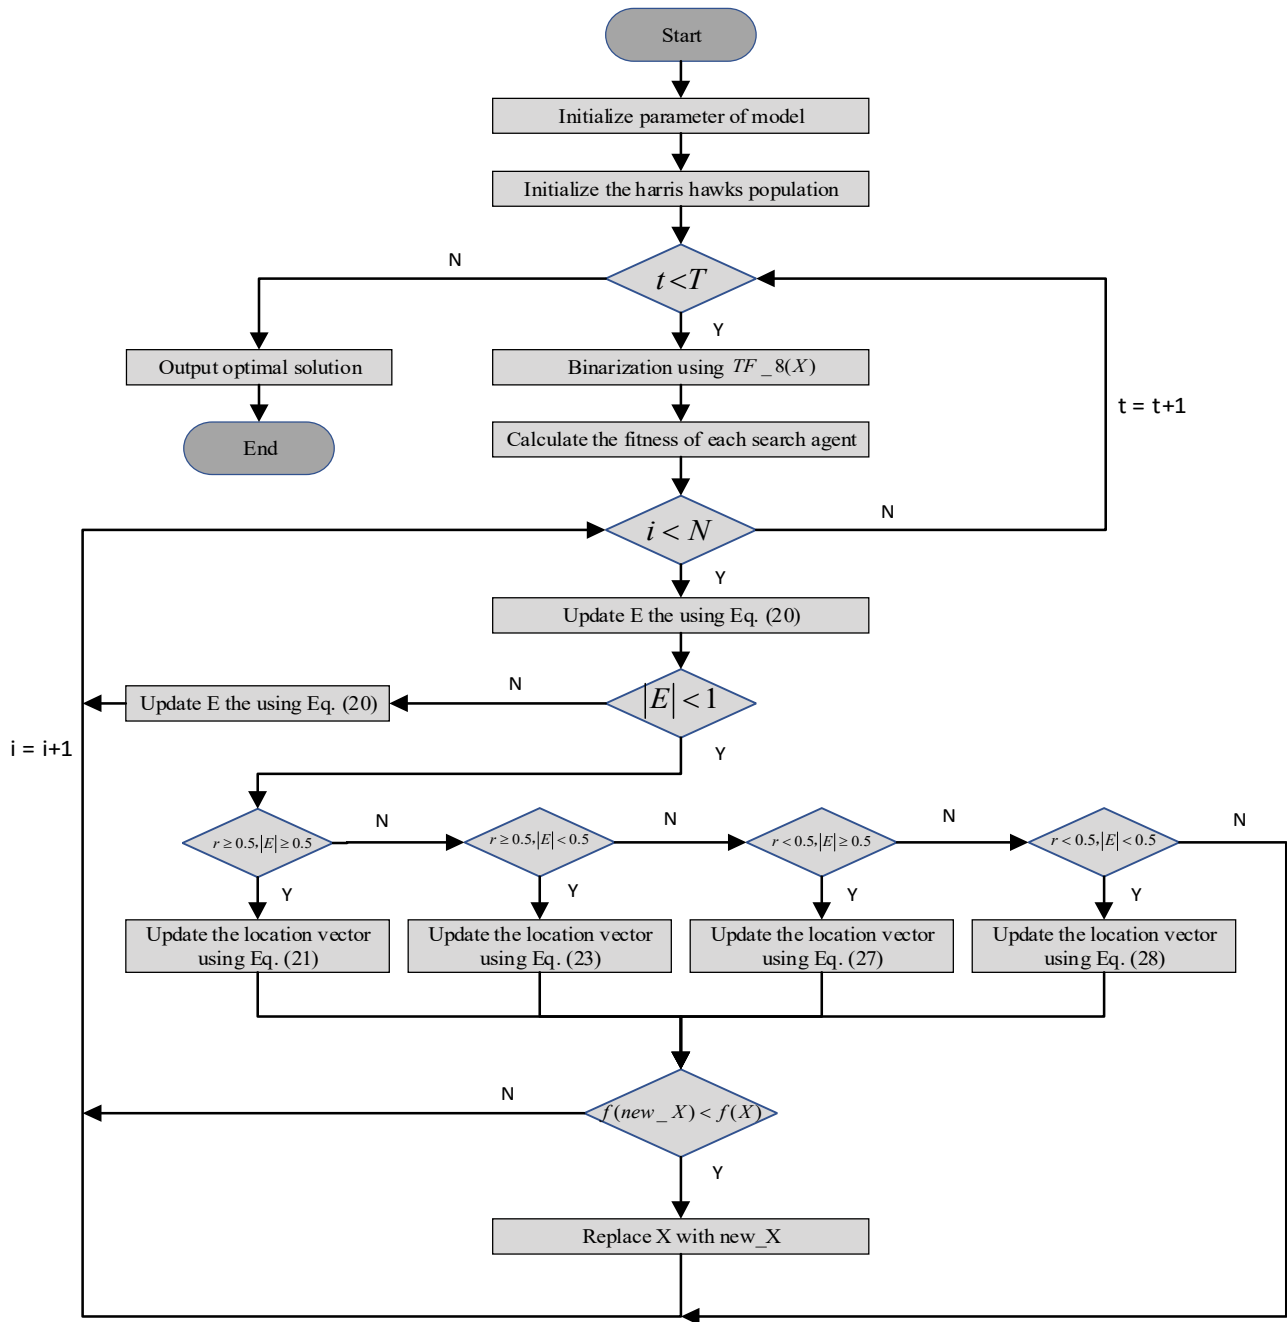 Start
Initialize parameter of model
Initialize the harris hawks population
N
t<T
Y
Output optimal solution
Binarization using TF_8(X)
t = t+1
End
Calculate the fitness of each search agent
i < N
N
Y
Update E the using Eq. (20)
Update E the using Eq. (20)
N
|E| < 1
i = i+1
Y
r ≥ 0.5,|E| ≥ 0.5
N
r ≥ 0.5,|E| < 0.5
N
r < 0.5,|E| ≥ 0.5
N
r < 0.5,|E| < 0.5
N
Y
Y
Y
Y
Update the location vector
using Eq. (21)
Update the location vector
using Eq. (23)
Update the location vector
using Eq. (27)
Update the location vector
using Eq. (28)
N
f(new_X) < f(X)
Y
Replace X with new_X